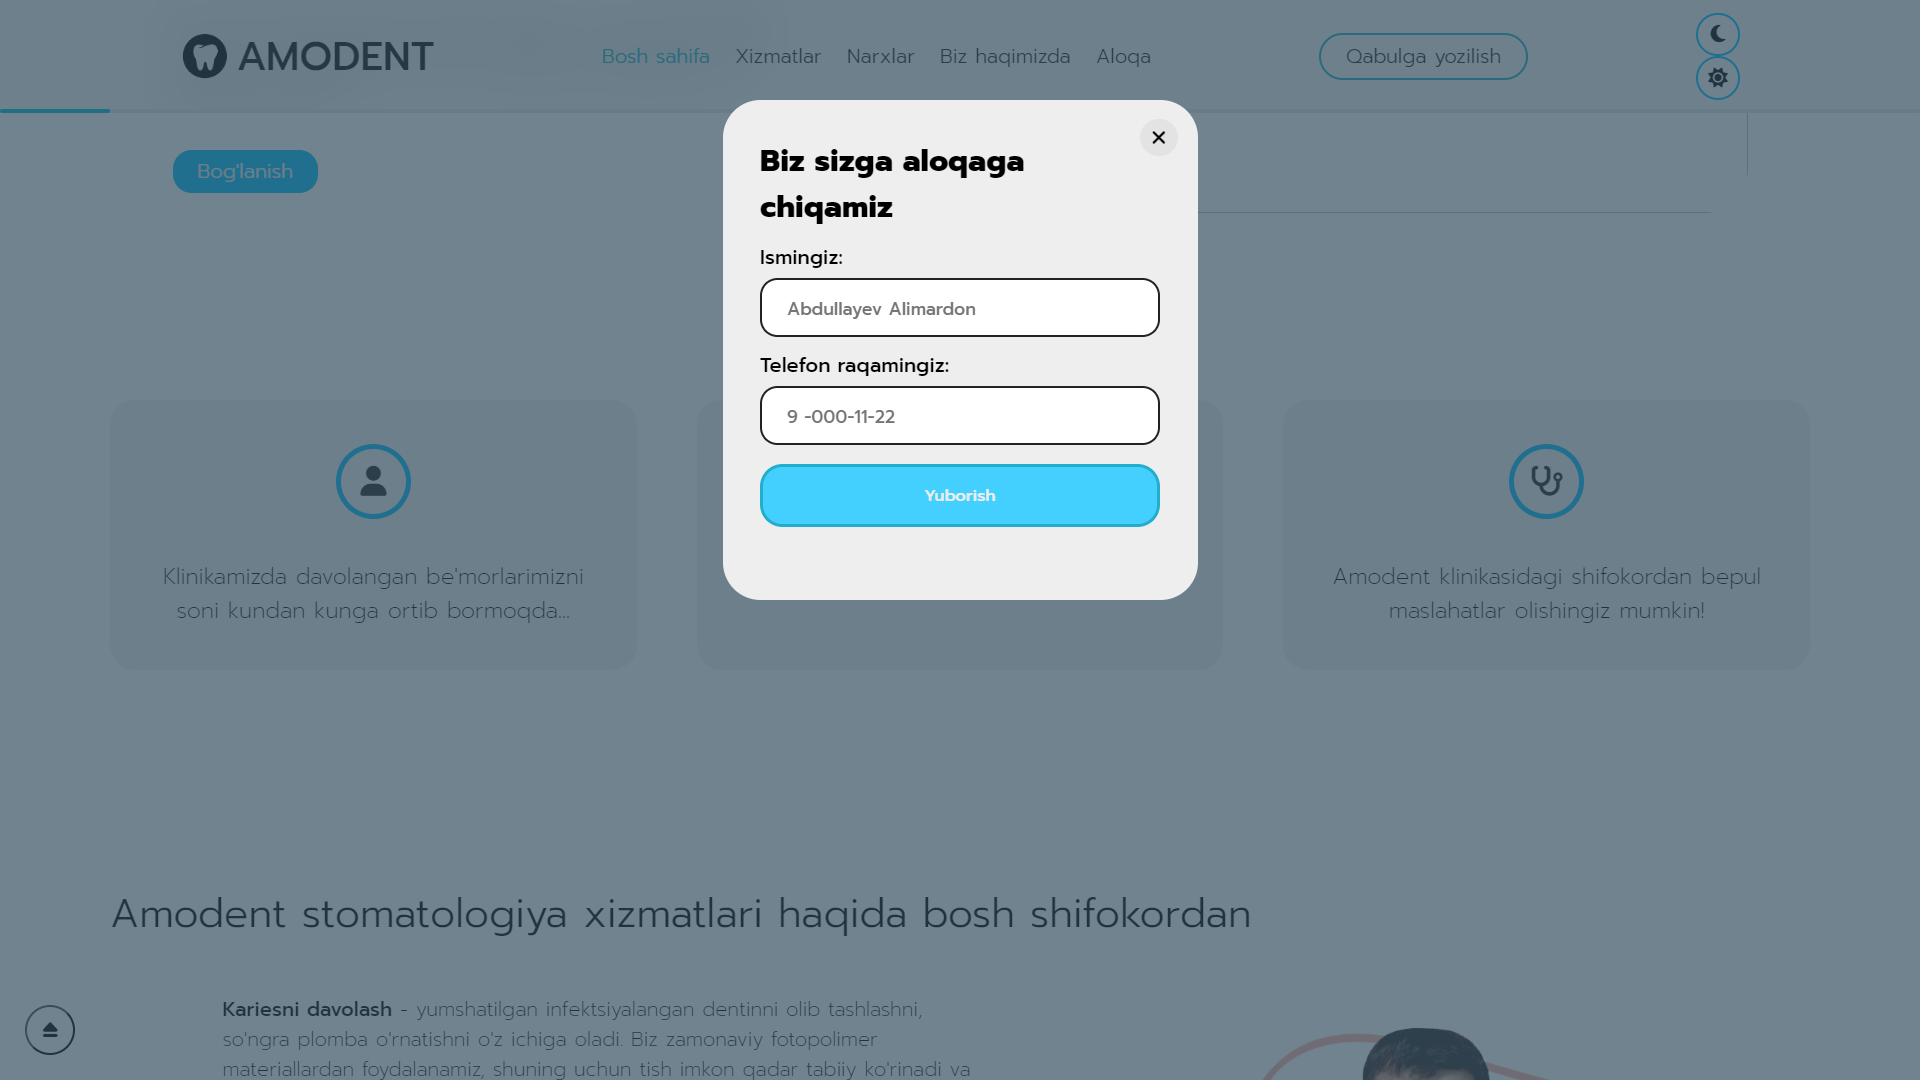 AMODENT
Bosh sahifa
Xizmatlar
Narxlar
Biz haqimizda
Aloqa
Qabulga yozilish
Bog'lanish
Biz sizga aloqaga
chiqamiz
Ismingiz:
Abdullayev Alimardon
Telefon raqamingiz:
9 -000-11-22
Yuborish
Klinikamizda davolangan be'morlarimizni
soni kundan kunga ortib bormoqda...
Amodent klinikasidagi shifokordan bepul
maslahatlar olishingiz mumkin!
Amodent stomatologiya xizmatlari haqida bosh shifokordan
Kariesni davolash - yumshatilgan infektsiyalangan dentinni olib tashlashni,
so'ngra plomba o'rnatishni o'z ichiga oladi. Biz zamonaviy fotopolimer
materiallardan foydalanamiz, shuning uchun tish imkon qadar tabiiy ko'rinadi va